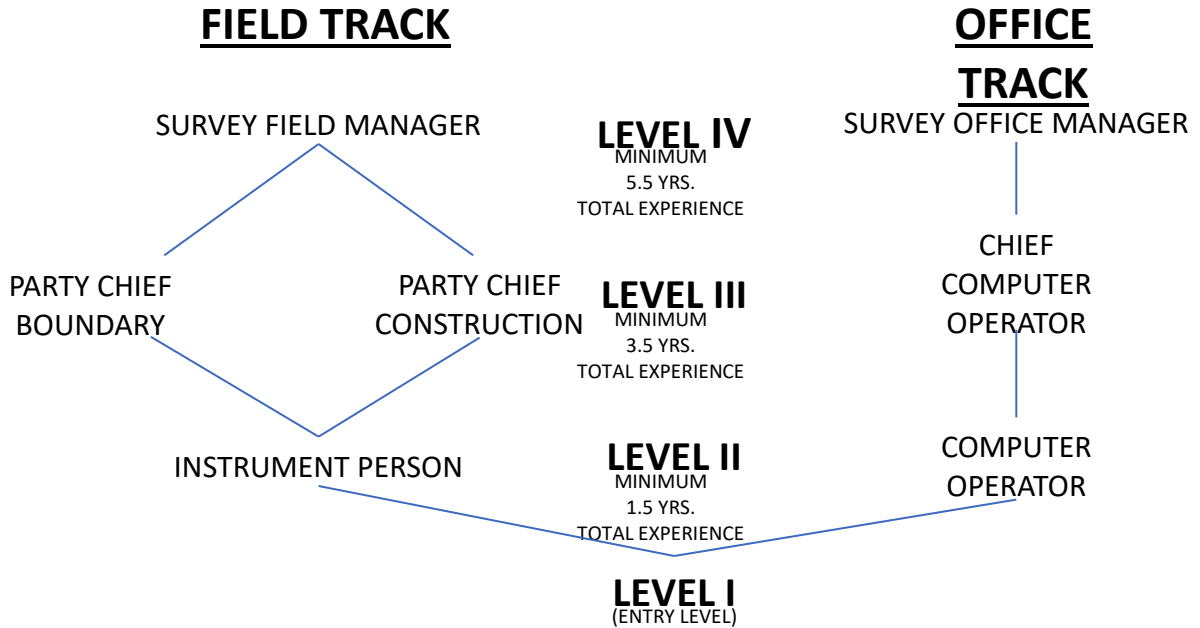 FIELD TRACK
OFFICE
TRACK
SURVEY FIELD MANAGER
LEVEL IV
MINIMUM
5.5 YRS.
TOTAL EXPERIENCE
SURVEY OFFICE MANAGER
PARTY CHIEF
BOUNDARY
PARTY CHIEF
CONSTRUCTION
LEVEL III
MINIMUM
3.5 YRS.
TOTAL EXPERIENCE
CHIEF
COMPUTER
OPERATOR
INSTRUMENT PERSON
LEVEL II
MINIMUM
1.5 YRS.
TOTAL EXPERIENCE
COMPUTER
OPERATOR
LEVEL I
(ENTRY LEVEL)